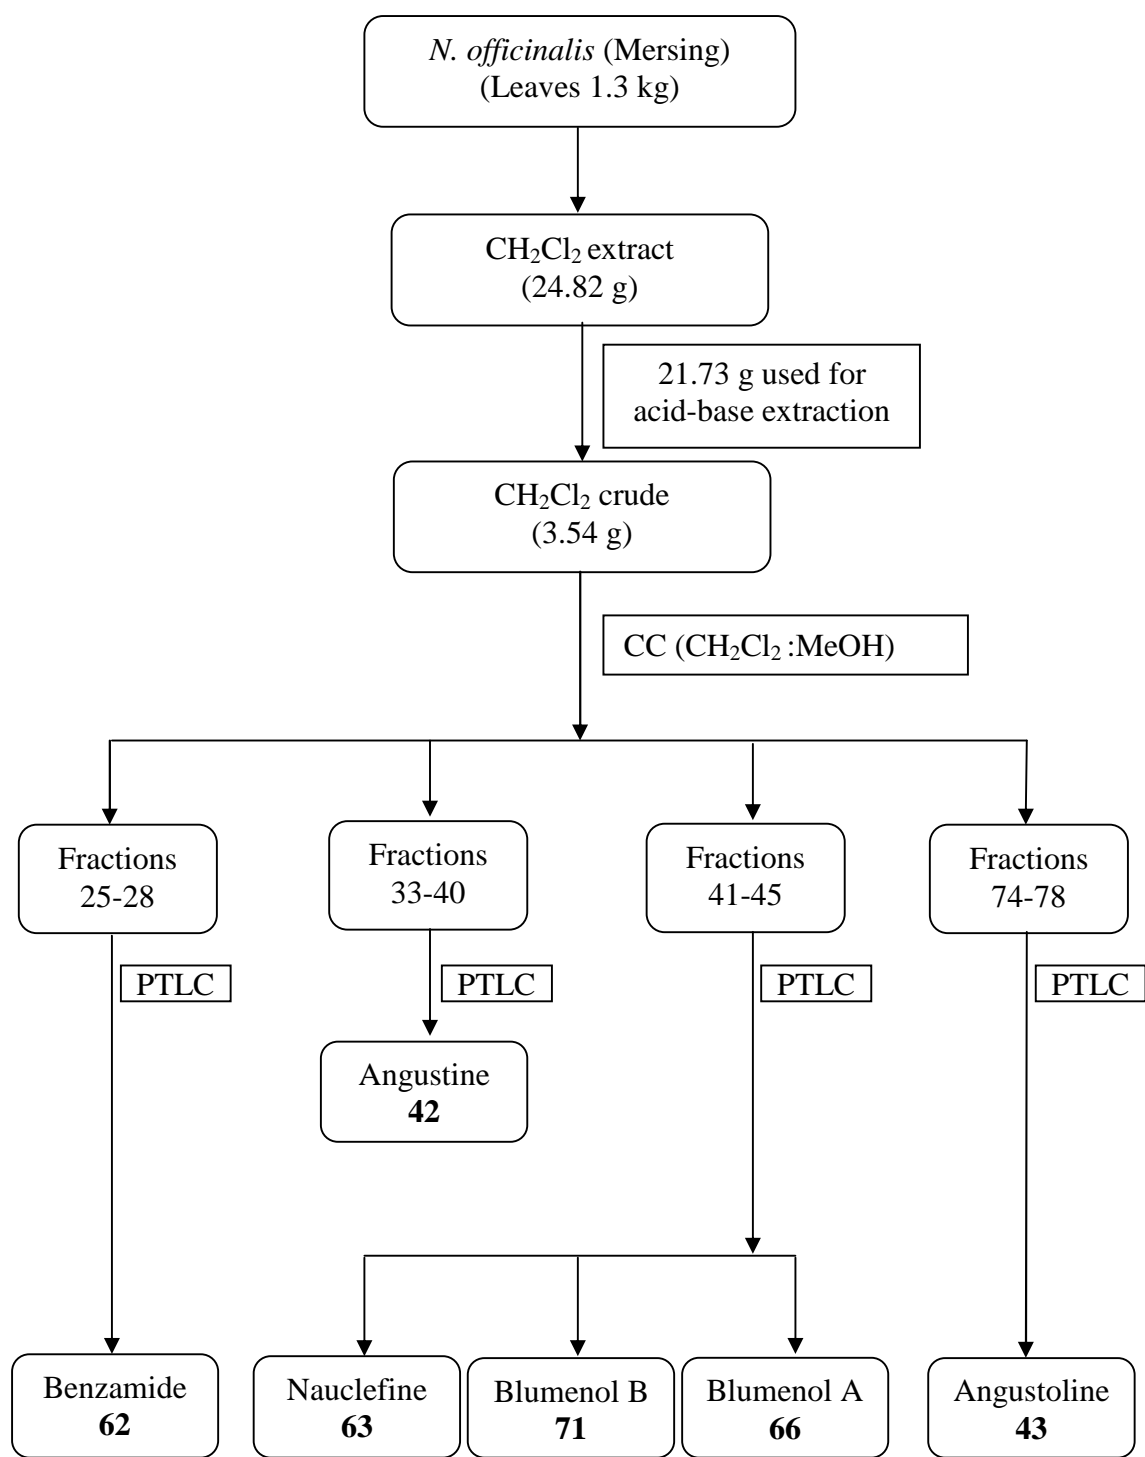 N. officinalis (Mersing)
(Leaves 1.3 kg)
CH₂Cl₂ extract
(24.82 g)
21.73 g used for
acid-base extraction
CH₂Cl₂ crude
(3.54 g)
CC (CH₂Cl₂ :MeOH)
Fractions
25-28
Fractions
33-40
Fractions
41-45
Fractions
74-78
PTLC
PTLC
PTLC
PTLC
Angustine
42
Benzamide
62
Nauclefine
63
Blumenol B
71
Blumenol A
66
Angustoline
43